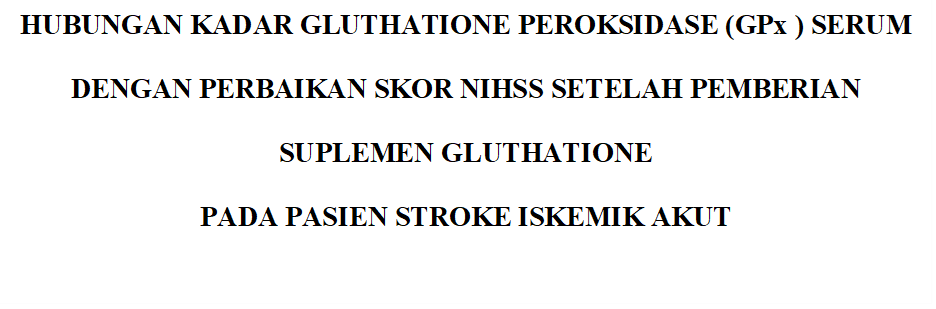 HUBUNGAN KADAR GLUTHATIONE PEROKSIDASE (GPx ) SERUM
DENGAN PERBAIKAN SKOR NIHSS SETELAH PEMBERIAN
SUPLEMEN GLUTHATIONE
PADA PASIEN STROKE ISKEMIK AKUT